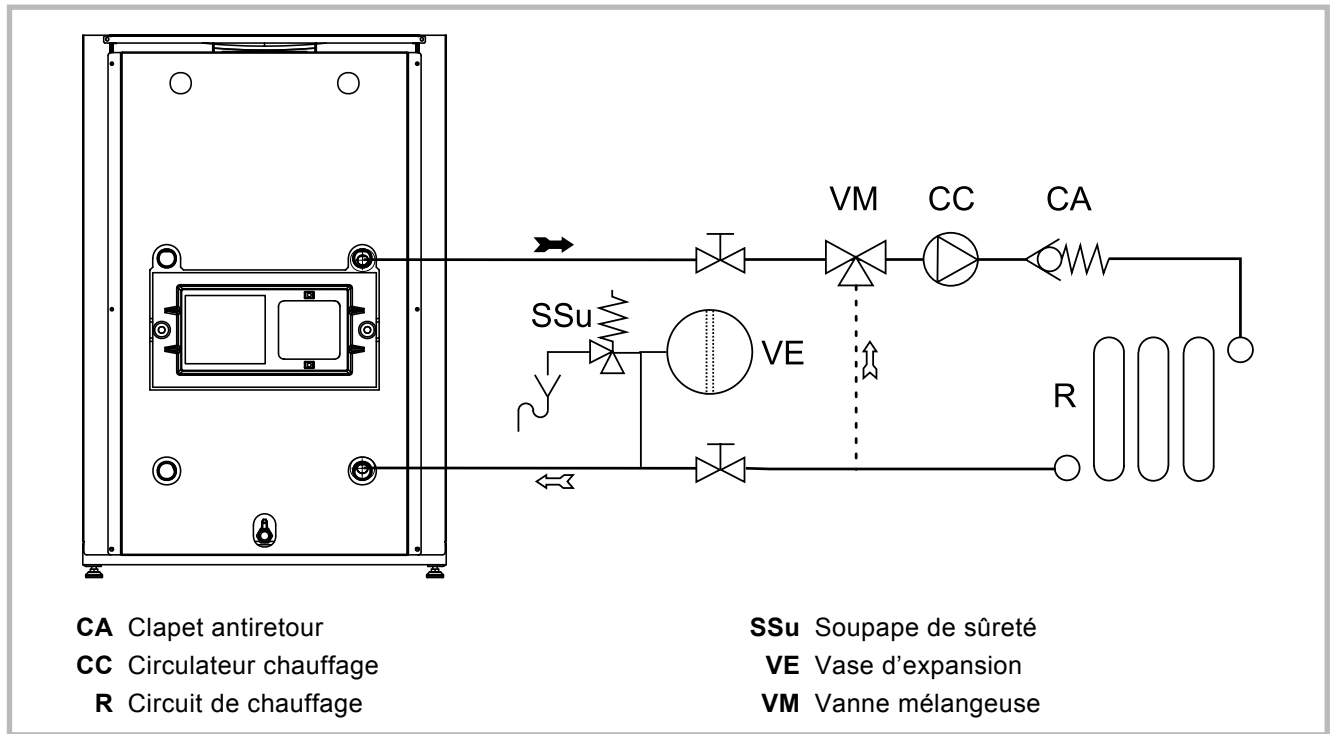 VM CC CA
SSu
VE
R
CA Clapet antiretour
CC Circulateur chauffage
R Circuit de chauffage
SSu Soupape de sûreté
VE Vase d’expansion
VM Vanne mélangeuse